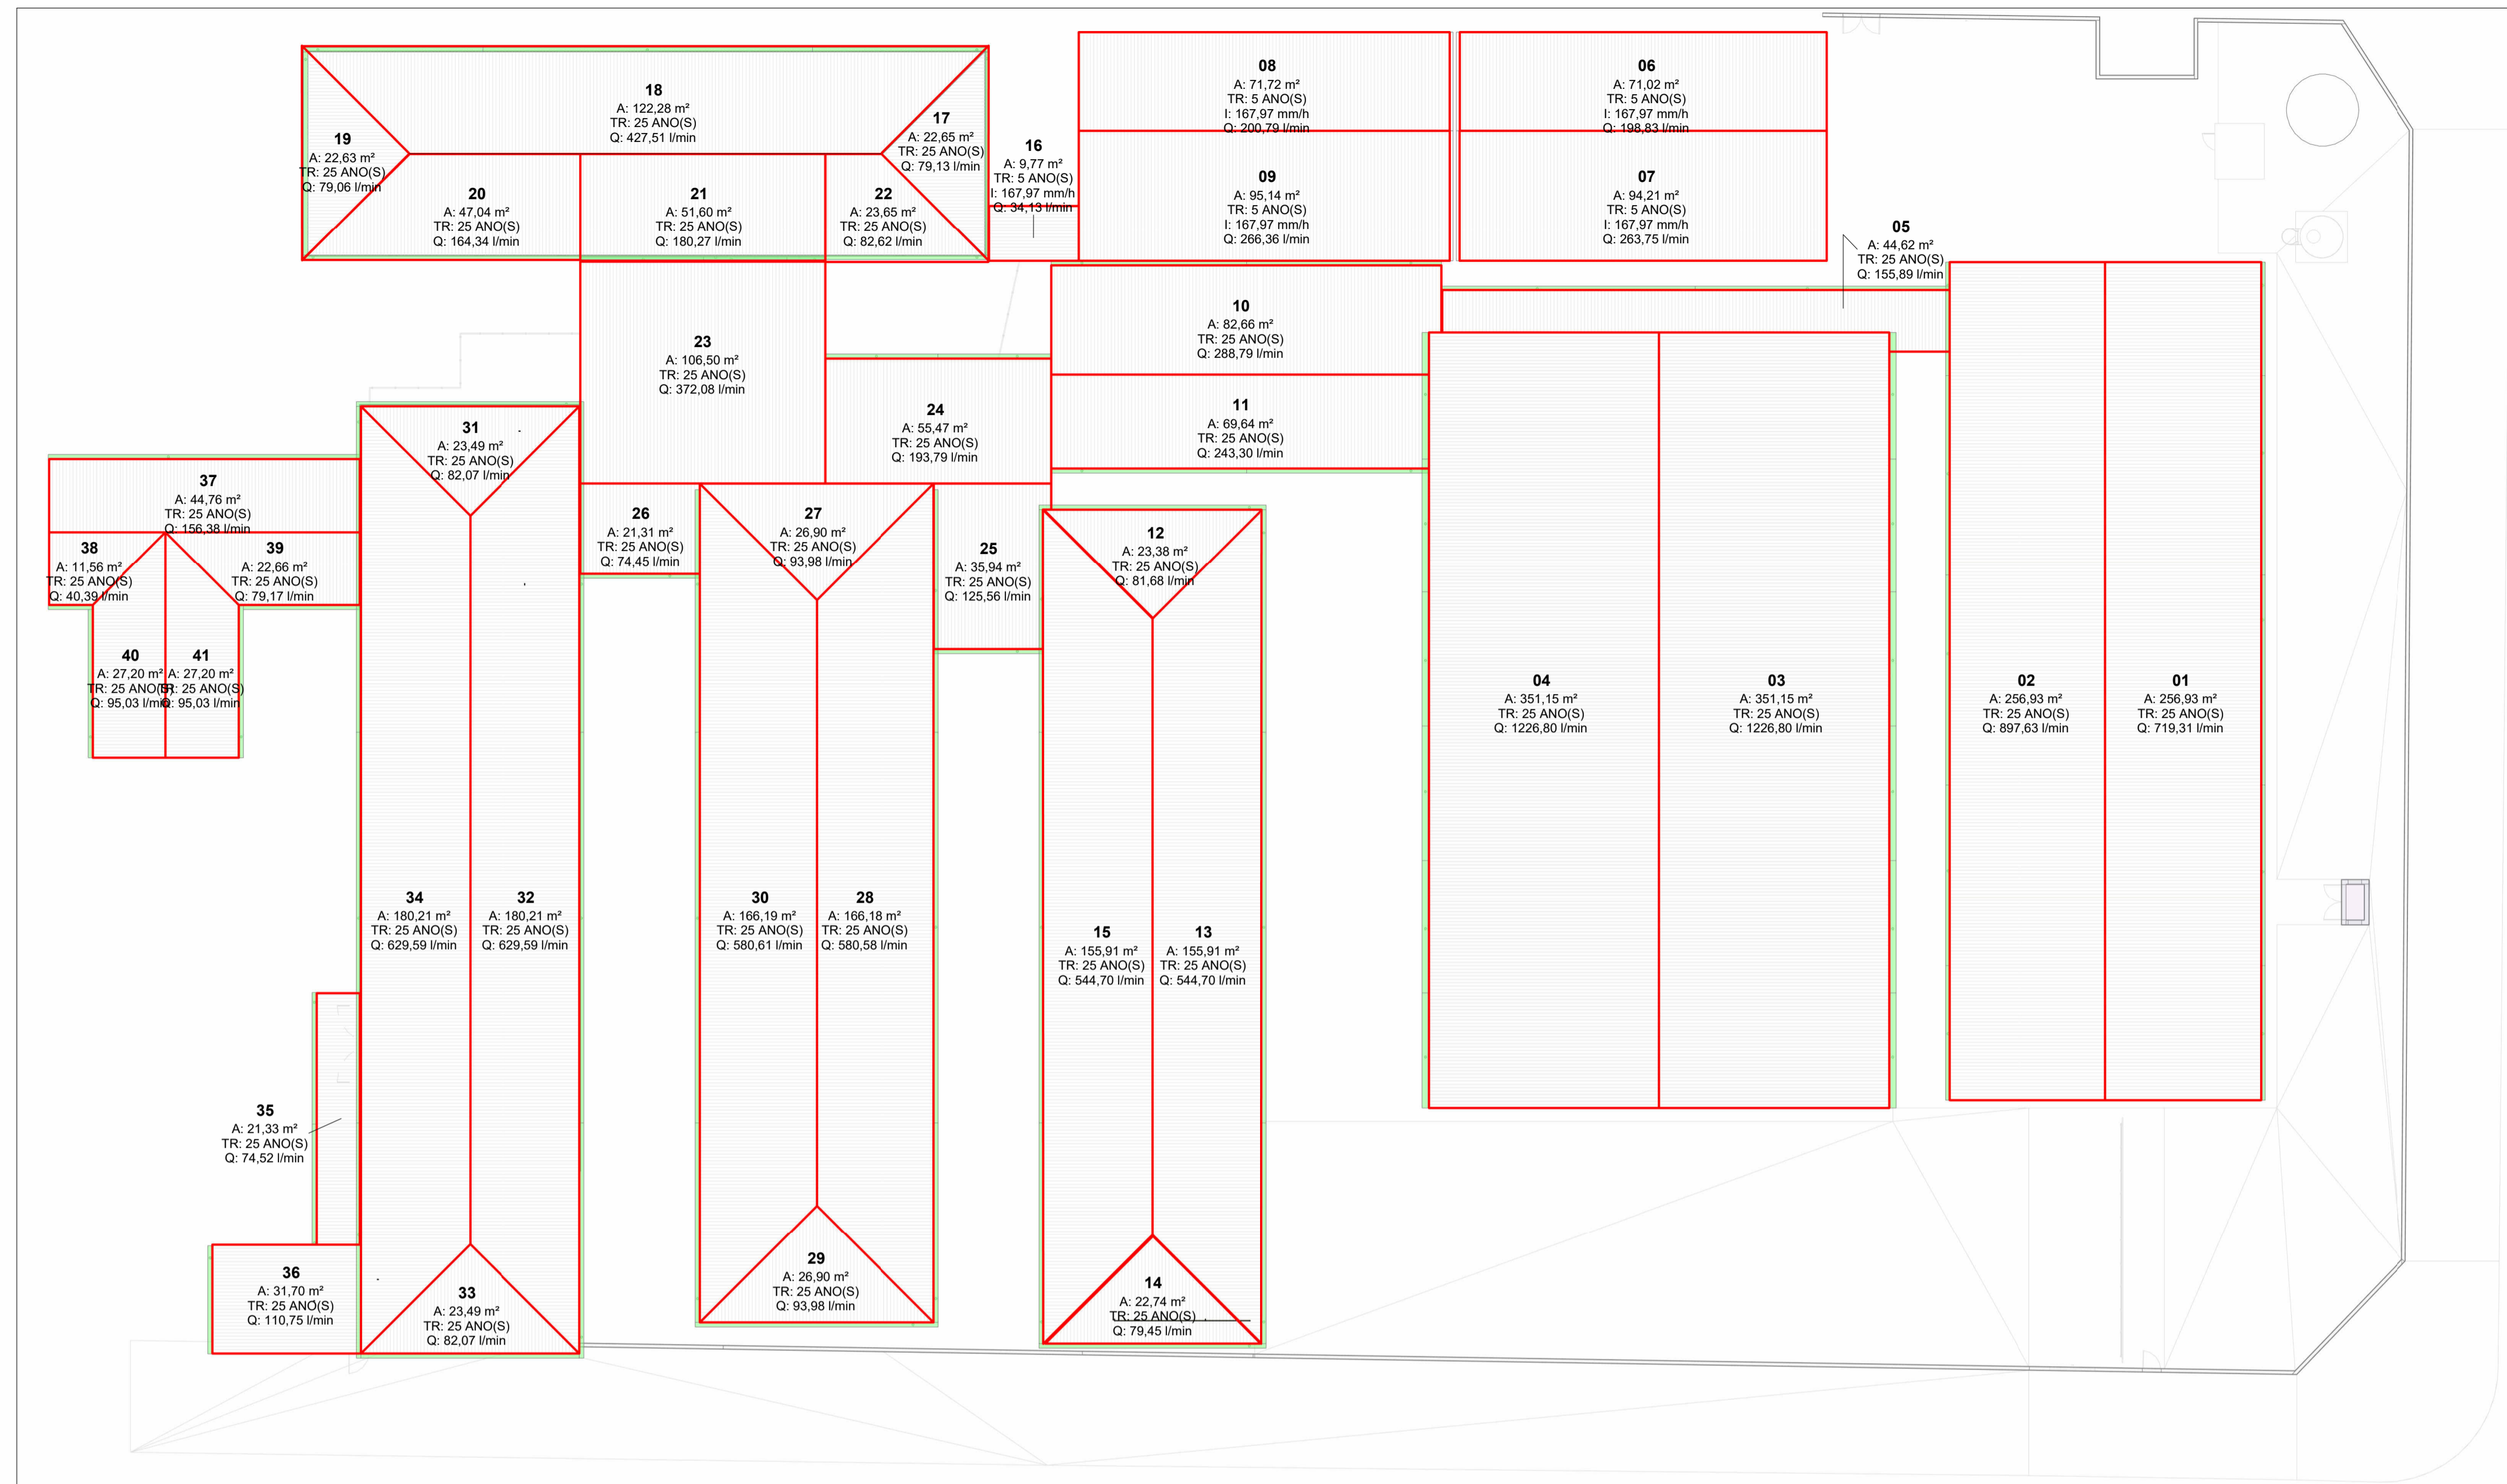 18
A: 122,28 m²
TR: 25 ANO(S)
Q: 427,51 l/min
19
A: 22,63 m²
TR: 25 ANO(S)
Q: 79,06 l/min
17
A: 22,65 m²
TR: 25 ANO(S)
Q: 79,13 l/min
20
A: 47,04 m²
TR: 25 ANO(S)
Q: 164,34 l/min
21
A: 51,60 m²
TR: 25 ANO(S)
Q: 180,27 l/min
22
A: 23,65 m²
TR: 25 ANO(S)
Q: 82,62 l/min
16
A: 9,77 m²
TR: 5 ANO(S)
I: 167,97 mm/h
Q: 34,13 l/min
08
A: 71,72 m²
TR: 5 ANO(S)
I: 167,97 mm/h
Q: 200,79 l/min
06
A: 71,02 m²
TR: 5 ANO(S)
I: 167,97 mm/h
Q: 198,83 l/min
09
A: 95,14 m²
TR: 5 ANO(S)
I: 167,97 mm/h
Q: 266,36 l/min
07
A: 94,21 m²
TR: 5 ANO(S)
I: 167,97 mm/h
Q: 263,75 l/min
05
A: 44,62 m²
TR: 25 ANO(S)
Q: 155,89 l/min
10
A: 82,66 m²
TR: 25 ANO(S)
Q: 288,79 l/min
23
A: 106,50 m²
TR: 25 ANO(S)
Q: 372,08 l/min
24
A: 55,47 m²
TR: 25 ANO(S)
Q: 193,79 l/min
11
A: 69,64 m²
TR: 25 ANO(S)
Q: 243,30 l/min
31
A: 23,49 m²
TR: 25 ANO(S)
Q: 82,07 l/min
37
A: 44,76 m²
TR: 25 ANO(S)
Q: 156,38 l/min
38
A: 11,56 m²
TR: 25 ANO(S)
Q: 40,39 l/min
39
A: 22,66 m²
TR: 25 ANO(S)
Q: 79,17 l/min
26
A: 21,31 m²
TR: 25 ANO(S)
Q: 74,45 l/min
27
A: 26,90 m²
TR: 25 ANO(S)
Q: 93,98 l/min
25
A: 35,94 m²
TR: 25 ANO(S)
Q: 125,56 l/min
12
A: 23,38 m²
TR: 25 ANO(S)
Q: 81,68 l/min
40
A: 27,20 m²
TR: 25 ANO(S)
Q: 95,03 l/min
41
A: 27,20 m²
TR: 25 ANO(S)
Q: 95,03 l/min
04
A: 351,15 m²
TR: 25 ANO(S)
Q: 1226,80 l/min
03
A: 351,15 m²
TR: 25 ANO(S)
Q: 1226,80 l/min
02
A: 256,93 m²
TR: 25 ANO(S)
Q: 897,63 l/min
01
A: 256,93 m²
TR: 25 ANO(S)
Q: 719,31 l/min
34
A: 180,21 m²
TR: 25 ANO(S)
Q: 629,59 l/min
32
A: 180,21 m²
TR: 25 ANO(S)
Q: 629,59 l/min
30
A: 166,19 m²
TR: 25 ANO(S)
Q: 580,61 l/min
28
A: 166,18 m²
TR: 25 ANO(S)
Q: 580,58 l/min
15
A: 155,91 m²
TR: 25 ANO(S)
Q: 544,70 l/min
13
A: 155,91 m²
TR: 25 ANO(S)
Q: 544,70 l/min
35
A: 21,33 m²
TR: 25 ANO(S)
Q: 74,52 l/min
36
A: 31,70 m²
TR: 25 ANO(S)
Q: 110,75 l/min
33
A: 23,49 m²
TR: 25 ANO(S)
Q: 82,07 l/min
29
A: 26,90 m²
TR: 25 ANO(S)
Q: 93,98 l/min
14
A: 22,74 m²
TR: 25 ANO(S)
Q: 79,45 l/min